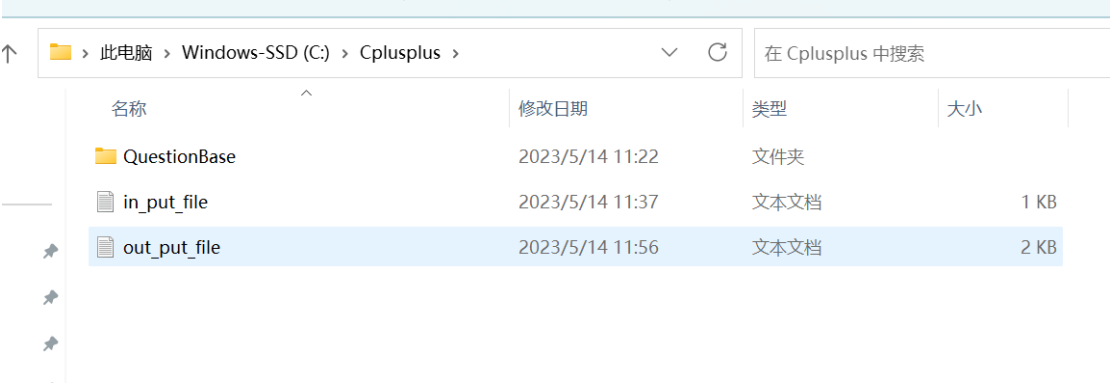 此电脑 › Windows-SSD (C:) › Cplusplus ›
在 Cplusplus 中搜索
名称 修改日期 类型 大小
QuestionBase 2023/5/14 11:22 文件夹
in_put_file 2023/5/14 11:37 文本文档 1 KB
out_put_file 2023/5/14 11:56 文本文档 2 KB